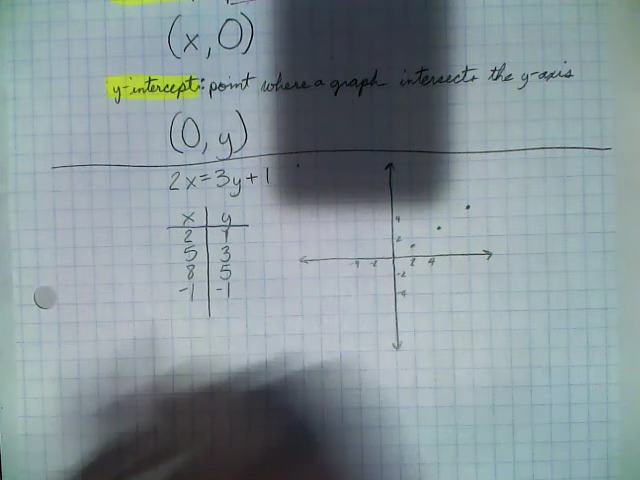 (x, 0)
y-intercept: point where a graph intersects the y-axis
(0, y)
2x = 3y + 1
x y
2 1
5 3
8 5
-1 -1
4
2
-4 -2 2 4
-2
-4